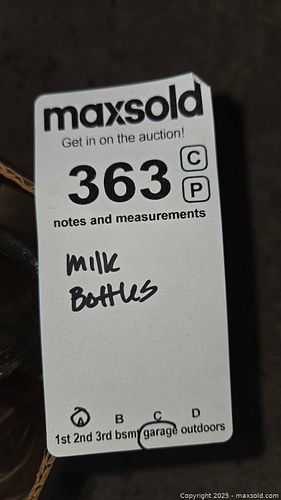 maxsold
Get in on the auction!
363 C
P
notes and measurements
milk
Bottles
A B C D
1st 2nd 3rd bsmt garage outdoors
Copyright 2025 - maxsold.com